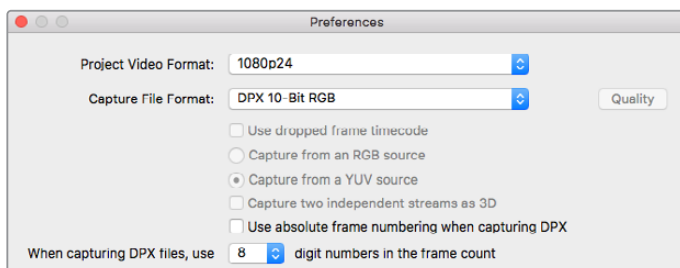 Preferences
Project Video Format: 1080p24
Capture File Format: DPX 10-Bit RGB Quality
Use dropped frame timecode
Capture from an RGB source
Capture from a YUV source
Capture two independent streams as 3D
Use absolute frame numbering when capturing DPX
When capturing DPX files, use 8 digit numbers in the frame count